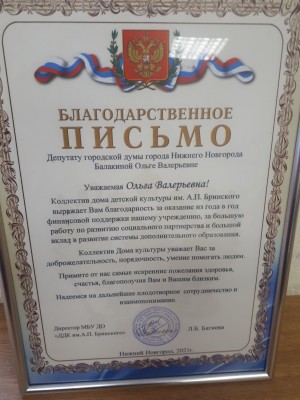 БЛАГОДАРСТВЕННОЕ
ПИСЬМО
Депутату городской думы города Нижнего Новгорода
Балакиной Ольге Валерьевне
Уважаемая Ольга Валерьевна!
Коллектив дома детской культуры им. А.П. Бринского
выражает Вам благодарность за оказание из года в год
финансовой поддержки нашему учреждению, за большую
работу по развитию социального партнерства и большой
вклад в развитие системы дополнительного образования.
Коллектив Дома культуры уважает Вас за
доброжелательность, порядочность, умение помогать людям.
Примите от нас самые искренние пожелания здоровья,
счастья, благополучия Вам и Вашим близким.
Надеемся на дальнейшее плодотворное сотрудничество и
взаимопонимание.
Директор МБУ ДО
«ДДК им.А.П. Бринского»
Л.Б. Багаева
Нижний Новгород, 2021г.